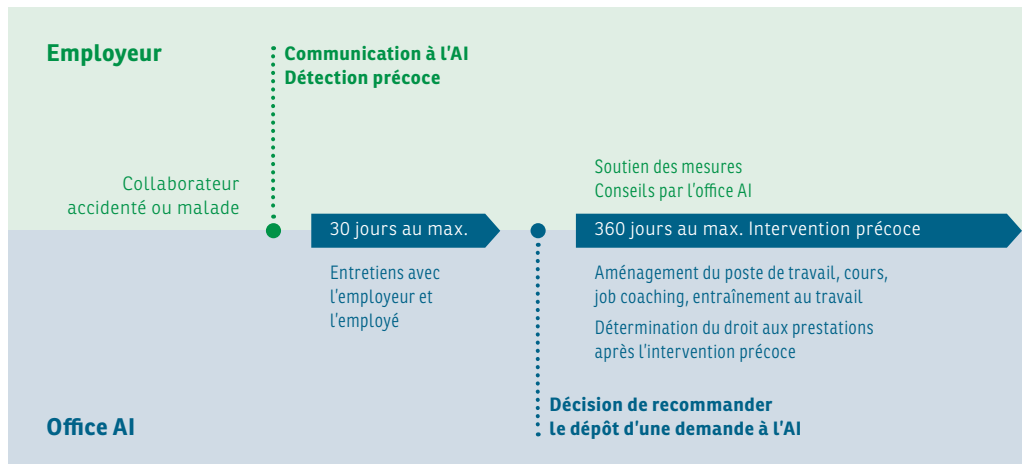 Employeur
Communication à l'AI
Détection précoce
Collaborateur
accidenté ou malade
Soutien des mesures
Conseils par l'office AI
30 jours au max.
360 jours au max. Intervention précoce
Entretiens avec
l'employeur et
l'employé
Aménagement du poste de travail, cours,
job coaching, entraînement au travail
Détermination du droit aux prestations
après l'intervention précoce
Décision de recommander
le dépôt d’une demande à l’AI
Office AI